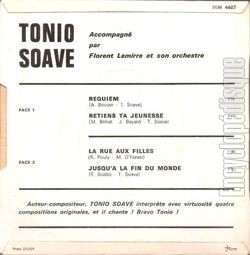 BGM 4607
TONIO
SOAVE
Accompagné
par
Florent Lemirre et son orchestre
FACE 1
REQUIEM
(A. Bouyer - T. Soave)
RETIENS TA JEUNESSE
(M. Brihat - J. Bayard - T. Soave)
FACE 2
LA RUE AUX FILLES
(R. Pouly - M. O'Forest)
JUSQU'A LA FIN DU MONDE
(T. Scotto - T. Soave)
Auteur-compositeur, TONIO SOAVE interprète avec virtuosité quatre
compositions originales, et il chante ! Bravo Tonio !